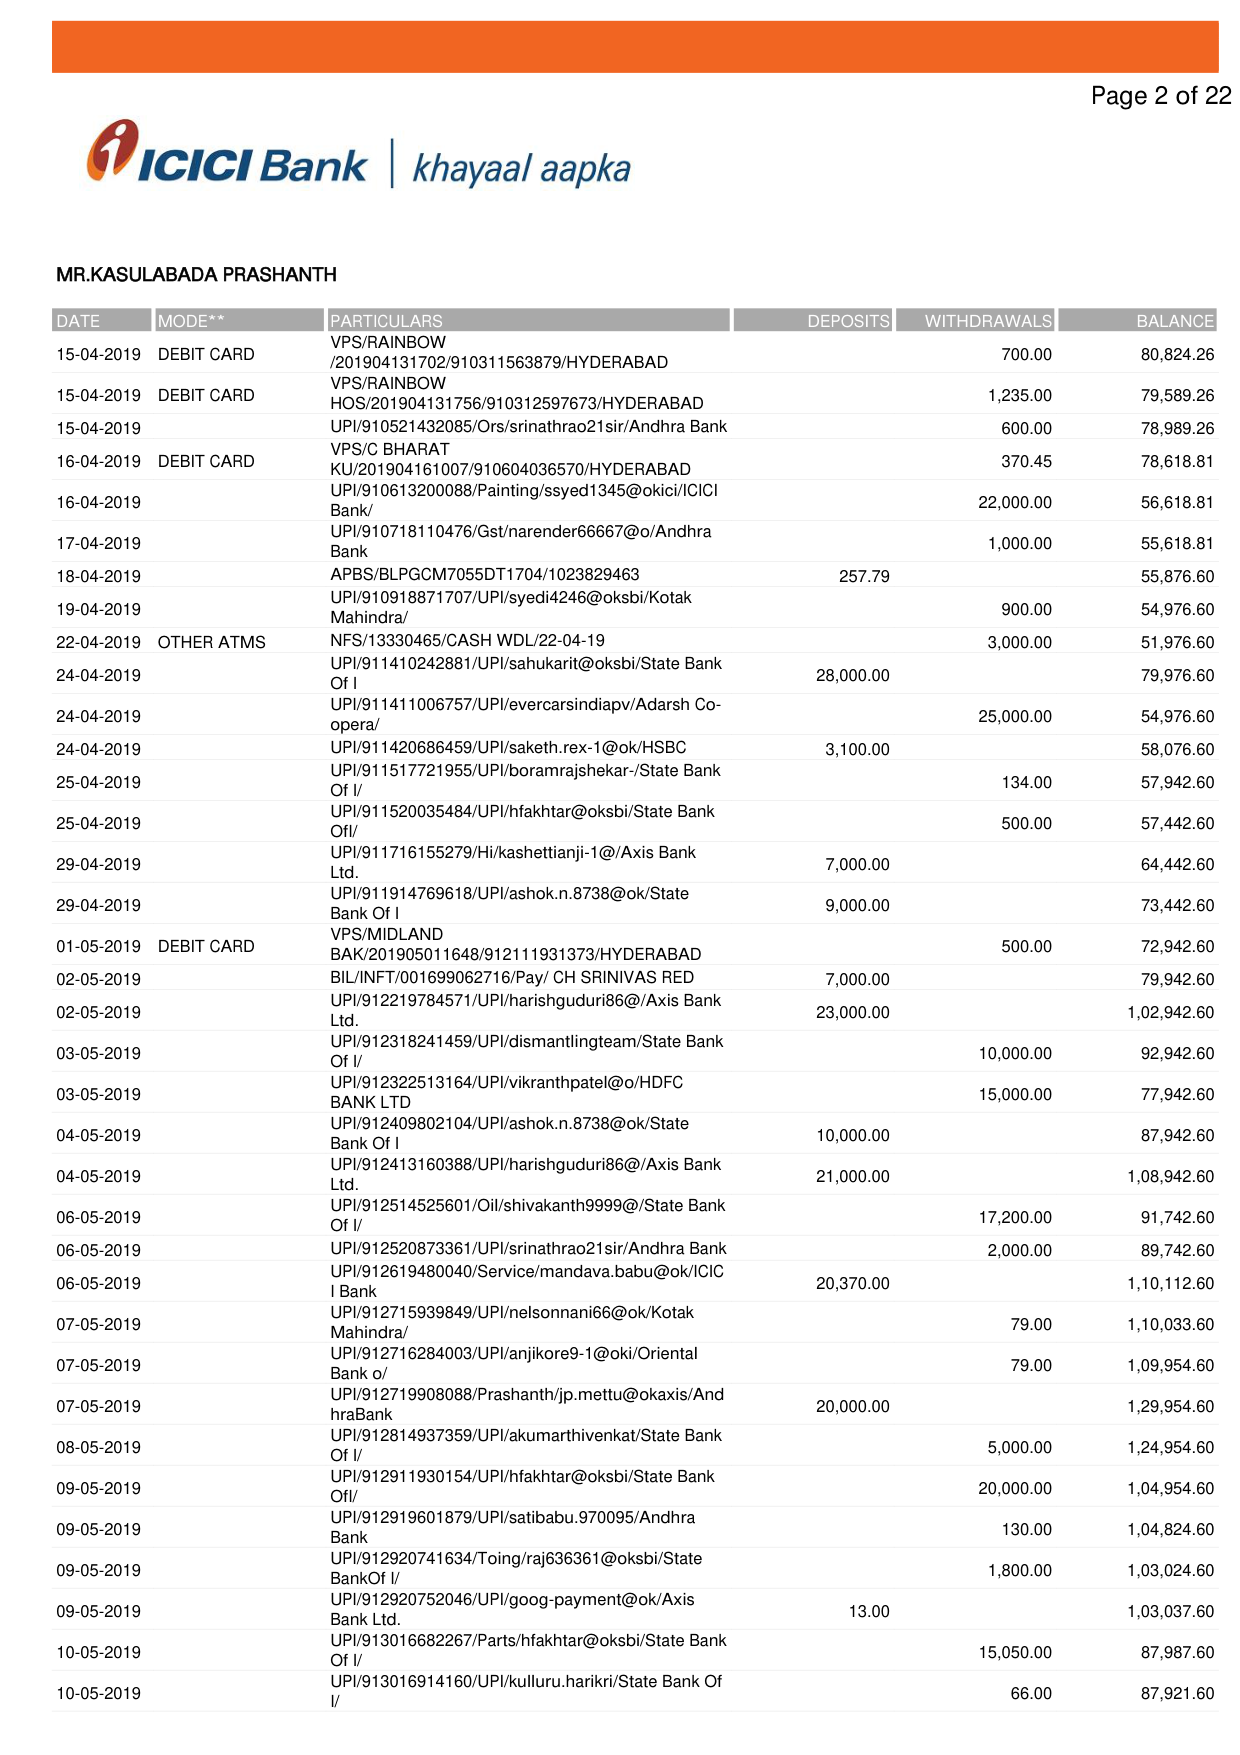 Page 2 of 22
ICICI Bank | khayaal aapka
MR.KASULABADA PRASHANTH
DATE MODE** PARTICULARS DEPOSITS WITHDRAWALS BALANCE
VPS/RAINBOW
15-04-2019 DEBIT CARD /201904131702/910311563879/HYDERABAD 700.00 80,824.26
VPS/RAINBOW
15-04-2019 DEBIT CARD HOS/201904131756/910312597673/HYDERABAD 1,235.00 79,589.26
15-04-2019 UPI/910521432085/Ors/srinathrao21sir/Andhra Bank 600.00 78,989.26
VPS/C BHARAT
16-04-2019 DEBIT CARD KU/201904161007/910604036570/HYDERABAD 370.45 78,618.81
UPI/910613200088/Painting/ssyed1345@okici/ICICI
16-04-2019 Bank/ 22,000.00 56,618.81
UPI/910718110476/Gst/narender66667@o/Andhra
17-04-2019 Bank 1,000.00 55,618.81
18-04-2019 APBS/BLPGCM7055DT1704/1023829463 257.79 55,876.60
UPI/910918871707/UPI/syedi4246@oksbi/Kotak
19-04-2019 Mahindra/ 900.00 54,976.60
22-04-2019 OTHER ATMS NFS/13330465/CASH WDL/22-04-19 3,000.00 51,976.60
UPI/911410242881/UPI/sahukarit@oksbi/State Bank
24-04-2019 Of I 28,000.00 79,976.60
UPI/911411006757/UPI/evercarsindiapv/Adarsh Co-
24-04-2019 opera/ 25,000.00 54,976.60
24-04-2019 UPI/911420686459/UPI/saketh.rex-1@ok/HSBC 3,100.00 58,076.60
UPI/911517721955/UPI/boramrajshekar-/State Bank
25-04-2019 Of I/ 134.00 57,942.60
UPI/911520035484/UPI/hfakhtar@oksbi/State Bank
25-04-2019 OfI/ 500.00 57,442.60
UPI/911716155279/Hi/kashettianji-1@/Axis Bank
29-04-2019 Ltd. 7,000.00 64,442.60
UPI/911914769618/UPI/ashok.n.8738@ok/State
29-04-2019 Bank Of I 9,000.00 73,442.60
VPS/MIDLAND
01-05-2019 DEBIT CARD BAK/201905011648/912111931373/HYDERABAD 500.00 72,942.60
02-05-2019 BIL/INFT/001699062716/Pay/ CH SRINIVAS RED 7,000.00 79,942.60
UPI/912219784571/UPI/harishguduri86@/Axis Bank
02-05-2019 Ltd. 23,000.00 1,02,942.60
UPI/912318241459/UPI/dismantlingteam/State Bank
03-05-2019 Of I/ 10,000.00 92,942.60
UPI/912322513164/UPI/vikranthpatel@o/HDFC
03-05-2019 BANK LTD 15,000.00 77,942.60
UPI/912409802104/UPI/ashok.n.8738@ok/State
04-05-2019 Bank Of I 10,000.00 87,942.60
UPI/912413160388/UPI/harishguduri86@/Axis Bank
04-05-2019 Ltd. 21,000.00 1,08,942.60
UPI/912514525601/Oil/shivakanth9999@/State Bank
06-05-2019 Of I/ 17,200.00 91,742.60
06-05-2019 UPI/912520873361/UPI/srinathrao21sir/Andhra Bank 2,000.00 89,742.60
UPI/912619480040/Service/mandava.babu@ok/ICIC
06-05-2019 I Bank 20,370.00 1,10,112.60
UPI/912715939849/UPI/nelsonnani66@ok/Kotak
07-05-2019 Mahindra/ 79.00 1,10,033.60
UPI/912716284003/UPI/anjikore9-1@oki/Oriental
07-05-2019 Bank o/ 79.00 1,09,954.60
UPI/912719908088/Prashanth/jp.mettu@okaxis/And
07-05-2019 hraBank 20,000.00 1,29,954.60
UPI/912814937359/UPI/akumarthivenkat/State Bank
08-05-2019 Of I/ 5,000.00 1,24,954.60
UPI/912911930154/UPI/hfakhtar@oksbi/State Bank
09-05-2019 OfI/ 20,000.00 1,04,954.60
UPI/912919601879/UPI/satibabu.970095/Andhra
09-05-2019 Bank 130.00 1,04,824.60
UPI/912920741634/Toing/raj636361@oksbi/State
09-05-2019 BankOf I/ 1,800.00 1,03,024.60
UPI/912920752046/UPI/goog-payment@ok/Axis
09-05-2019 Bank Ltd. 13.00 1,03,037.60
UPI/913016682267/Parts/hfakhtar@oksbi/State Bank
10-05-2019 Of I/ 15,050.00 87,987.60
UPI/913016914160/UPI/kulluru.harikri/State Bank Of
10-05-2019 I/ 66.00 87,921.60